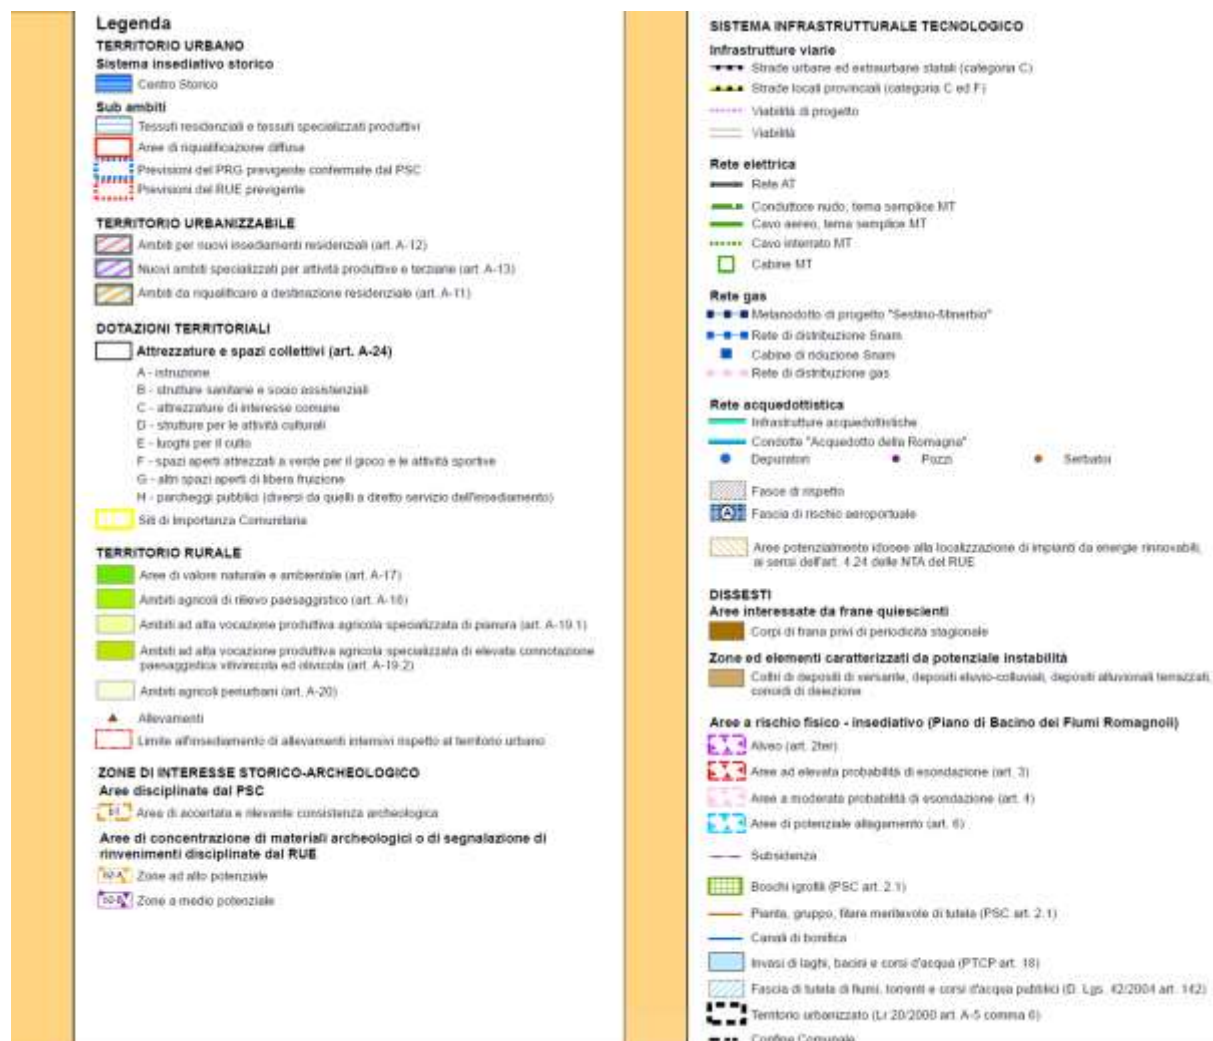 Legenda
TERRITORIO URBANO
Sistema insediativo storico
Centro Storico
Sub ambiti
Tessuti residenziali e tessuti specializzati produttivi
Aree di riqualificazione diffusa
Previsioni del PRG previgente confermate dal PSC
Previsioni del RUE previgente
TERRITORIO URBANIZZABILE
Ambiti per nuovi insediamenti residenziali (art. A-12)
Nuovi ambiti specializzati per attività produttive e terziarie (art. A-13)
Ambiti da riqualificare a destinazione residenziale (art. A-11)
DOTAZIONI TERRITORIALI
Attrezzature e spazi collettivi (art. A-24)
A - istruzione
B - strutture sanitarie e socio assistenziali
C - attrezzature di interesse comune
D - strutture per le attività culturali
E - luoghi per il culto
F - spazi aperti attrezzati a verde per il gioco e le attività sportive
G - altri spazi aperti di libera fruizione
H - parcheggi pubblici (diversi da quelli a diretto servizio dell'insediamento)
Siti di Importanza Comunitaria
TERRITORIO RURALE
Aree di valore naturale e ambientale (art. A-17)
Ambiti agricoli di rilievo paesaggistico (art. A-18)
Ambiti ad alta vocazione produttiva agricola specializzata di pianura (art. A-19.1)
Ambiti ad alta vocazione produttiva agricola specializzata di elevata connotazione
paesaggistica vitivinicola ed olivicola (art. A-19.2)
Ambiti agricoli periurbani (art. A-20)
Allevamenti
Limite all'insediamento di allevamenti intensivi rispetto al territorio urbano
ZONE DI INTERESSE STORICO-ARCHEOLOGICO
Aree disciplinate dal PSC
b1 Aree di accertata e rilevante consistenza archeologica
Aree di concentrazione di materiali archeologici o di segnalazione di
rinvenimenti disciplinate dal RUE
b2-A Zone ad alto potenziale
b2-B Zone a medio potenziale
SISTEMA INFRASTRUTTURALE TECNOLOGICO
Infrastrutture viarie
Strade urbane ed extraurbane statali (categoria C)
Strade locali provinciali (categoria C ed F)
Viabilità di progetto
Viabilità
Rete elettrica
Rete AT
Conduttore nudo, terna semplice MT
Cavo aereo, terna semplice MT
Cavo interrato MT
Cabine MT
Rete gas
Metanodotto di progetto "Sestino-Minerbio"
Rete di distribuzione Snam
Cabine di riduzione Snam
Rete di distribuzione gas
Rete acquedottistica
Infrastrutture acquedottistiche
Condotte "Acquedotto della Romagna"
Depuratori Pozzi Serbatoi
Fasce di rispetto
A Fascia di rischio aeroportuale
Aree potenzialmente idonee alla localizzazione di impianti da energie rinnovabili,
ai sensi dell'art. 4.24 delle NTA del RUE
DISSESTI
Aree interessate da frane quiescienti
Corpi di frana privi di periodicità stagionale
Zone ed elementi caratterizzati da potenziale instabilità
Coltri di depositi di versante, depositi eluvio-colluviali, depositi alluvionali terrazzati,
conoidi di deiezione
Aree a rischio fisico - insediativo (Piano di Bacino dei Fiumi Romagnoli)
Alveo (art. 2ter)
Aree ad elevata probabilità di esondazione (art. 3)
Aree a moderata probabilità di esondazione (art. 4)
Aree di potenziale allagamento (art. 6)
Subsidenza
Boschi igrofili (PSC art. 2.1)
Pianta, gruppo, filare meritevole di tutela (PSC art. 2.1)
Canali di bonifica
Invasi di laghi, bacini e corsi d'acqua (PTCP art. 18)
Fascia di tutela di fiumi, torrenti e corsi d'acqua pubblici (D. Lgs. 42/2004 art. 142)
Territorio urbanizzato (Lr 20/2000 art. A-5 comma 6)
Confine Comunale